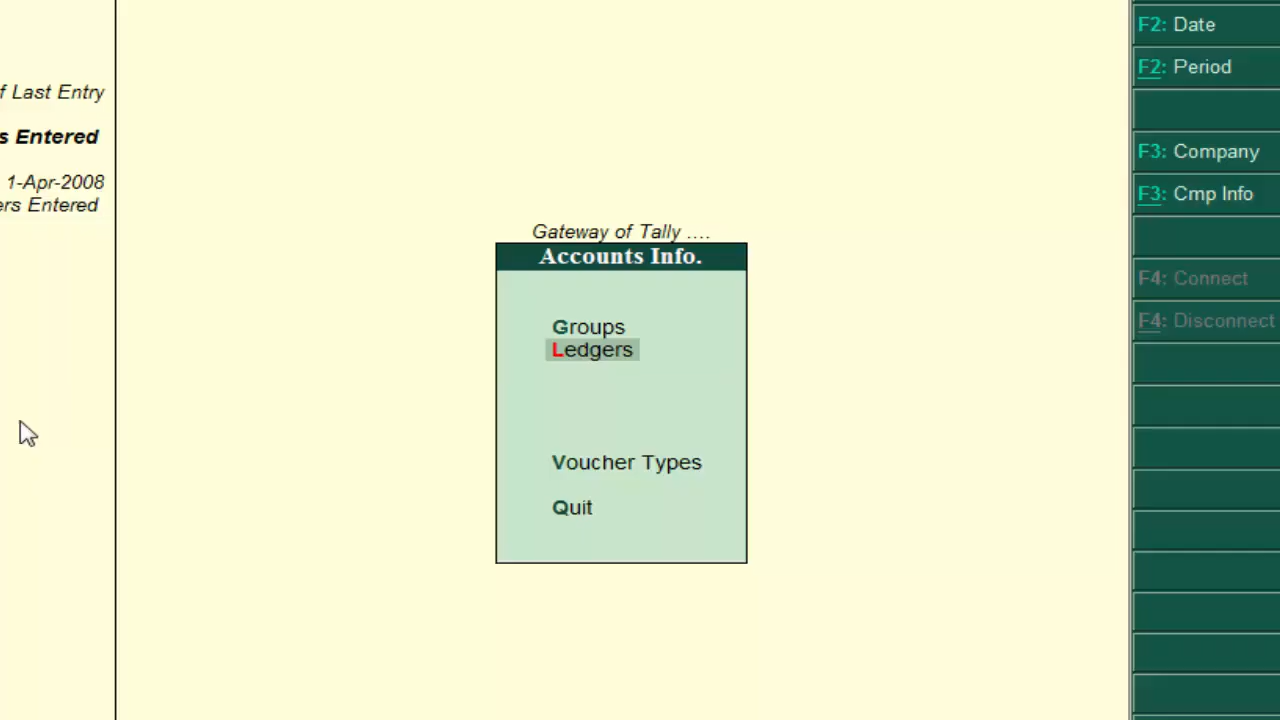 f Last Entry
s Entered
1-Apr-2008
ers Entered
Gateway of Tally ....
Accounts Info.
Groups
Ledgers
Voucher Types
Quit
F2: Date
F2: Period
F3: Company
F3: Cmp Info
F4: Connect
F4: Disconnect